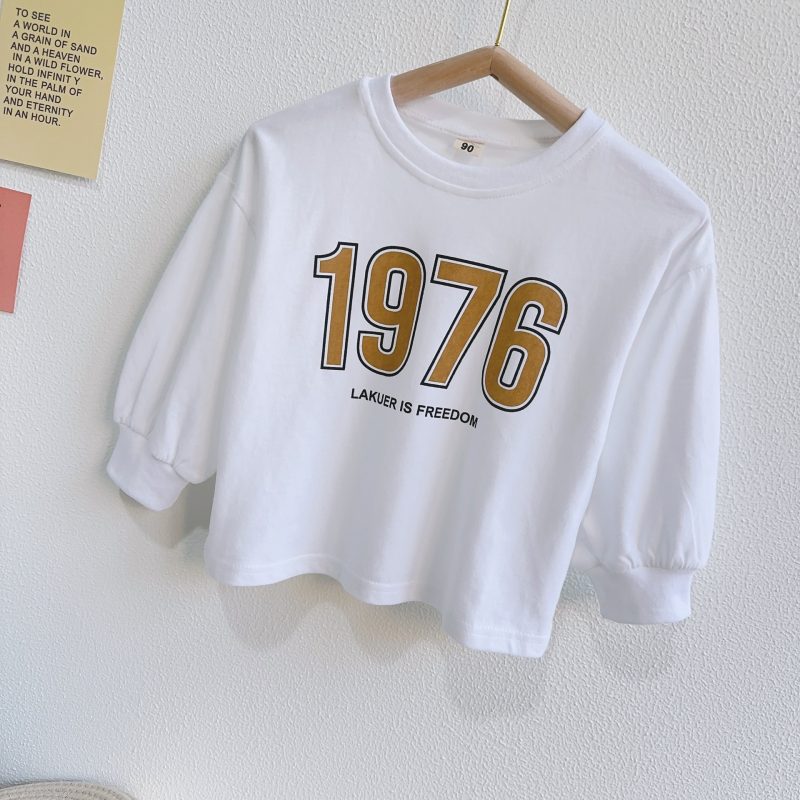 TO SEE
A WORLD IN
A GRAIN OF SAND
AND A HEAVEN
IN A WILD FLOWER,
HOLD INFINIT Y
IN THE PALM OF
YOUR HAND
AND ETERNITY
IN AN HOUR.
90
1976
LAKUER IS FREEDOM